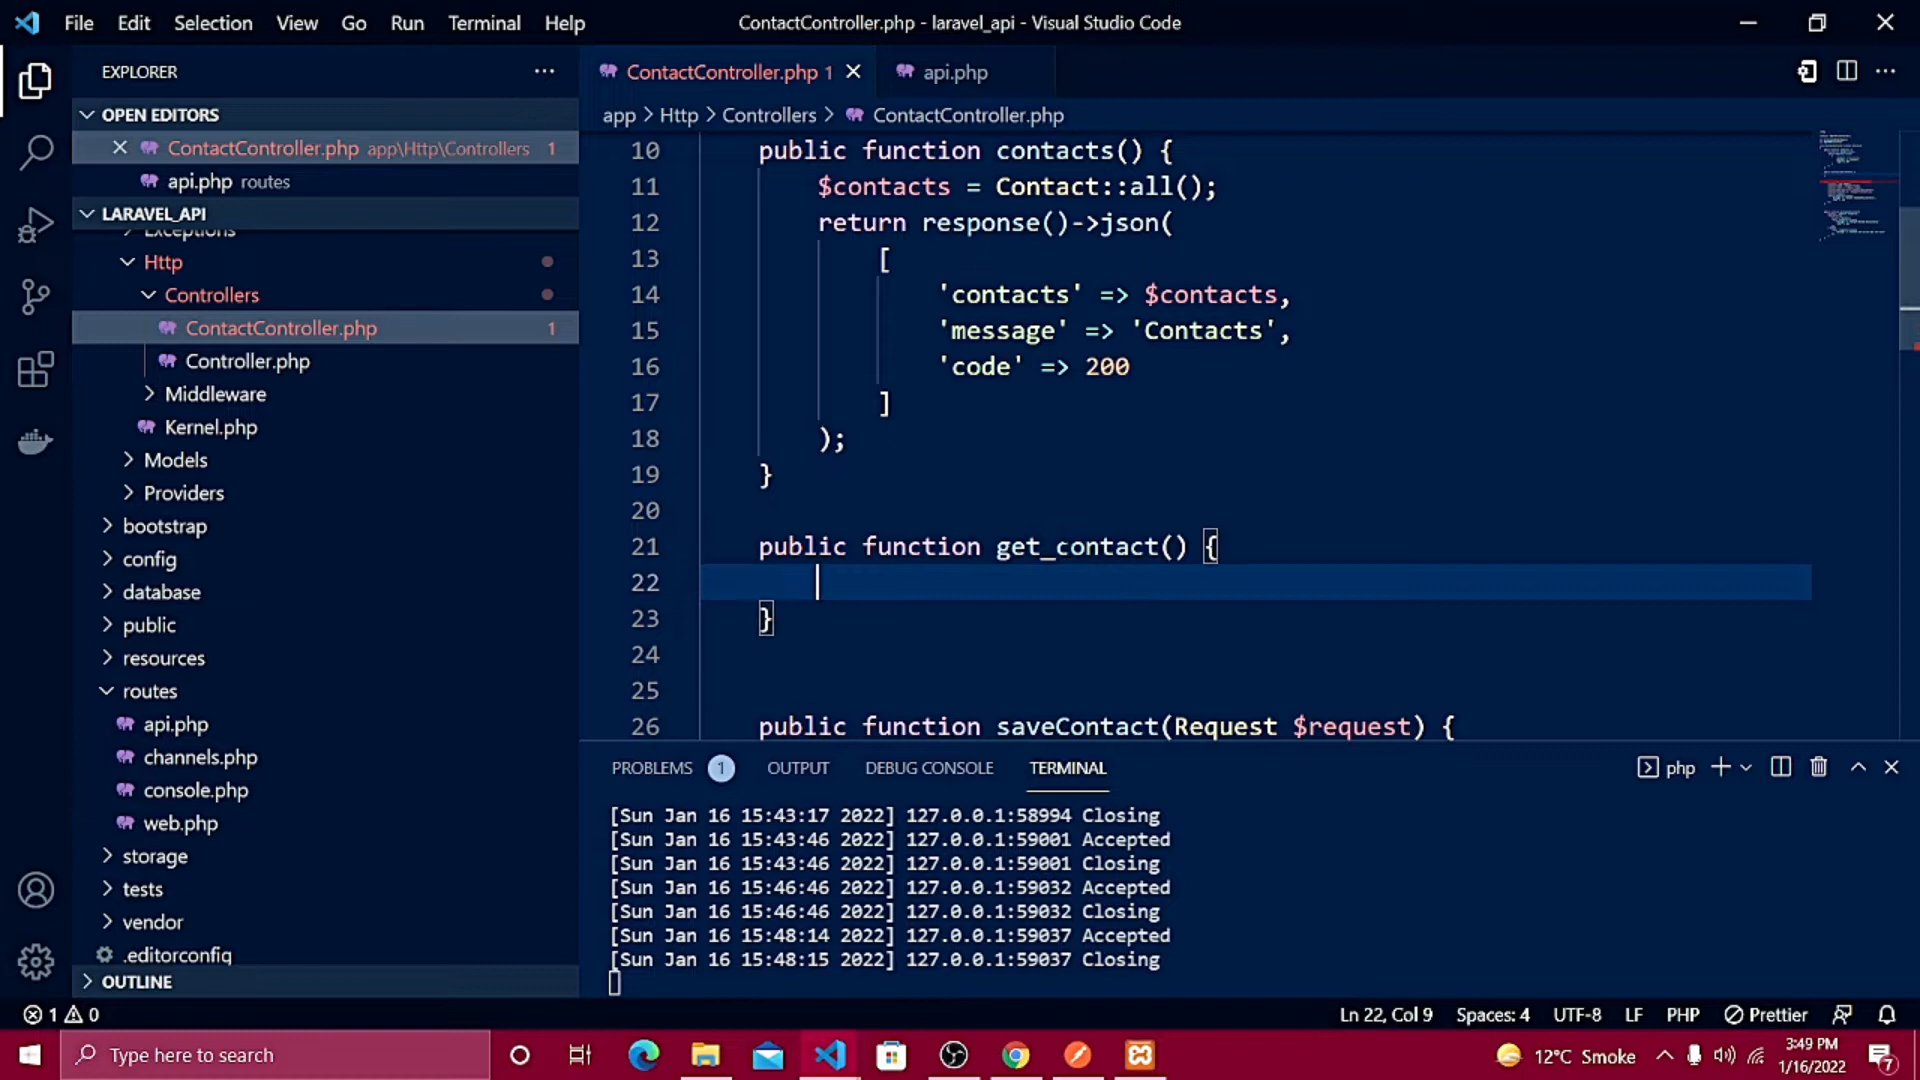 File Edit Selection View Go Run Terminal Help
ContactController.php - laravel_api - Visual Studio Code
EXPLORER
OPEN EDITORS
ContactController.php app\Http\Controllers 1
api.php routes
LARAVEL_API
Exceptions
Http
Controllers
ContactController.php 1
Controller.php
Middleware
Kernel.php
Models
Providers
bootstrap
config
database
public
resources
routes
api.php
channels.php
console.php
web.php
storage
tests
vendor
.editorconfig
OUTLINE
ContactController.php 1
api.php
app > Http > Controllers > ContactController.php
10 public function contacts() {
11 $contacts = Contact::all();
12 return response()->json(
13 [
14 'contacts' => $contacts,
15 'message' => 'Contacts',
16 'code' => 200
17 ]
18 );
19 }
20
21 public function get_contact() {
22
23 }
24
25
26 public function saveContact(Request $request) {
PROBLEMS 1 OUTPUT DEBUG CONSOLE TERMINAL
php
[Sun Jan 16 15:43:17 2022] 127.0.0.1:58994 Closing
[Sun Jan 16 15:43:46 2022] 127.0.0.1:59001 Accepted
[Sun Jan 16 15:43:46 2022] 127.0.0.1:59001 Closing
[Sun Jan 16 15:46:46 2022] 127.0.0.1:59032 Accepted
[Sun Jan 16 15:46:46 2022] 127.0.0.1:59032 Closing
[Sun Jan 16 15:48:14 2022] 127.0.0.1:59037 Accepted
[Sun Jan 16 15:48:15 2022] 127.0.0.1:59037 Closing
1 0
Ln 22, Col 9 Spaces: 4 UTF-8 LF PHP Prettier
Type here to search
12°C Smoke
3:49 PM
1/16/2022
7